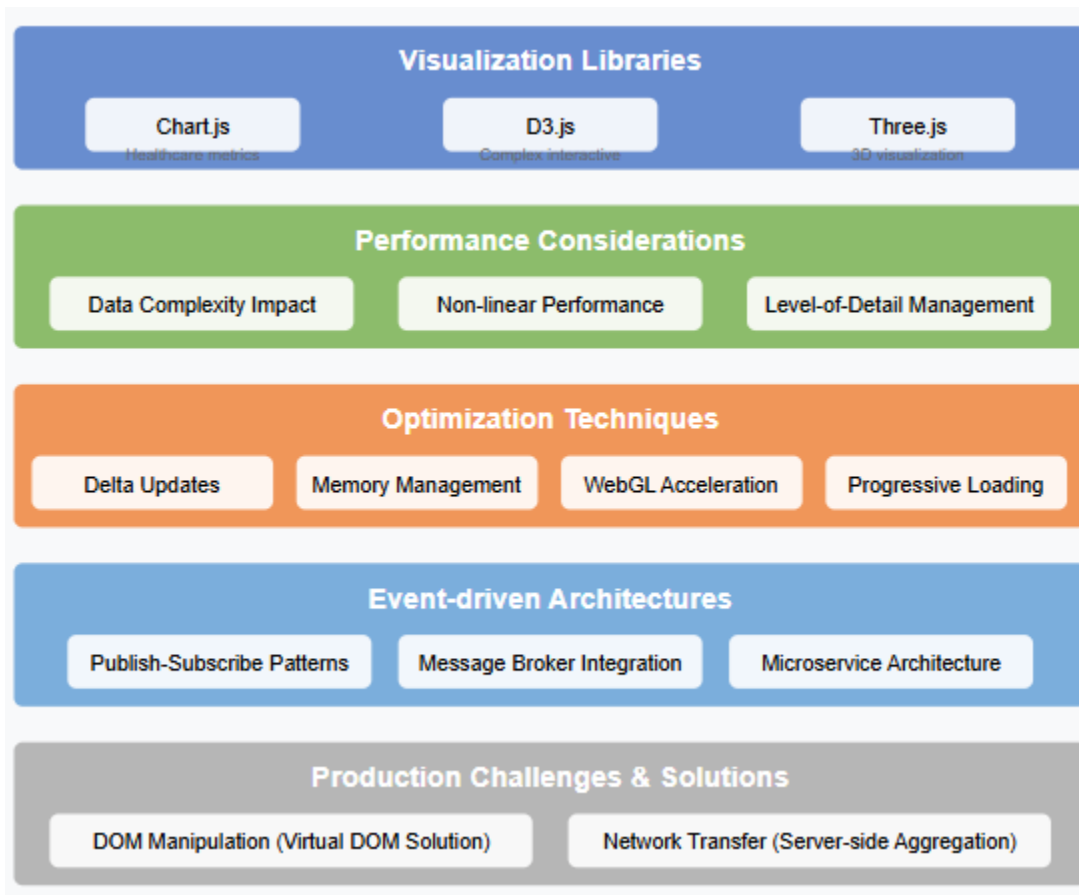 Visualization Libraries
Chart.js
D3.js
Three.js
Healthcare metrics
Complex interactive
3D visualization
Performance Considerations
Data Complexity Impact
Non-linear Performance
Level-of-Detail Management
Optimization Techniques
Delta Updates
Memory Management
WebGL Acceleration
Progressive Loading
Event-driven Architectures
Publish-Subscribe Patterns
Message Broker Integration
Microservice Architecture
Production Challenges & Solutions
DOM Manipulation (Virtual DOM Solution)
Network Transfer (Server-side Aggregation)